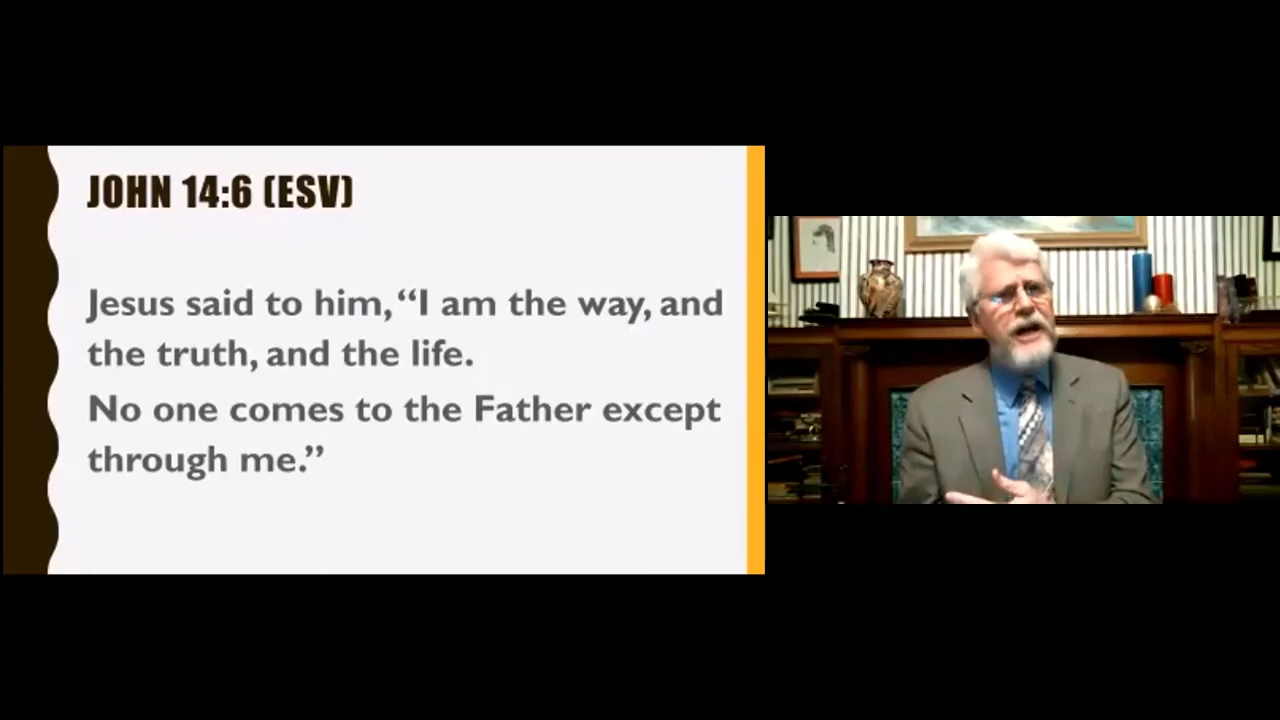 JOHN 14:6 (ESV)
Jesus said to him, “I am the way, and
the truth, and the life.
No one comes to the Father except
through me.”